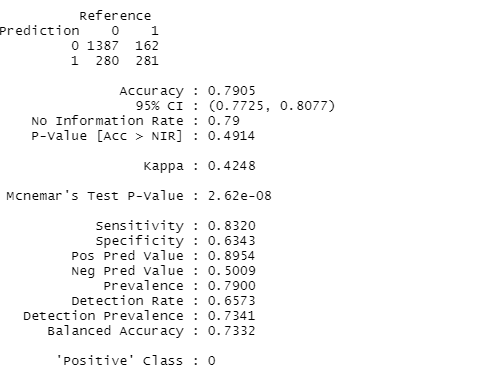 Reference
Prediction 0 1
0 1387 162
1 280 281
Accuracy : 0.7905
95% CI : (0.7725, 0.8077)
No Information Rate : 0.79
P-Value [Acc > NIR] : 0.4914
Kappa : 0.4248
Mcnemar's Test P-Value : 2.62e-08
Sensitivity : 0.8320
Specificity : 0.6343
Pos Pred Value : 0.8954
Neg Pred Value : 0.5009
Prevalence : 0.7900
Detection Rate : 0.6573
Detection Prevalence : 0.7341
Balanced Accuracy : 0.7332
'Positive' Class : 0